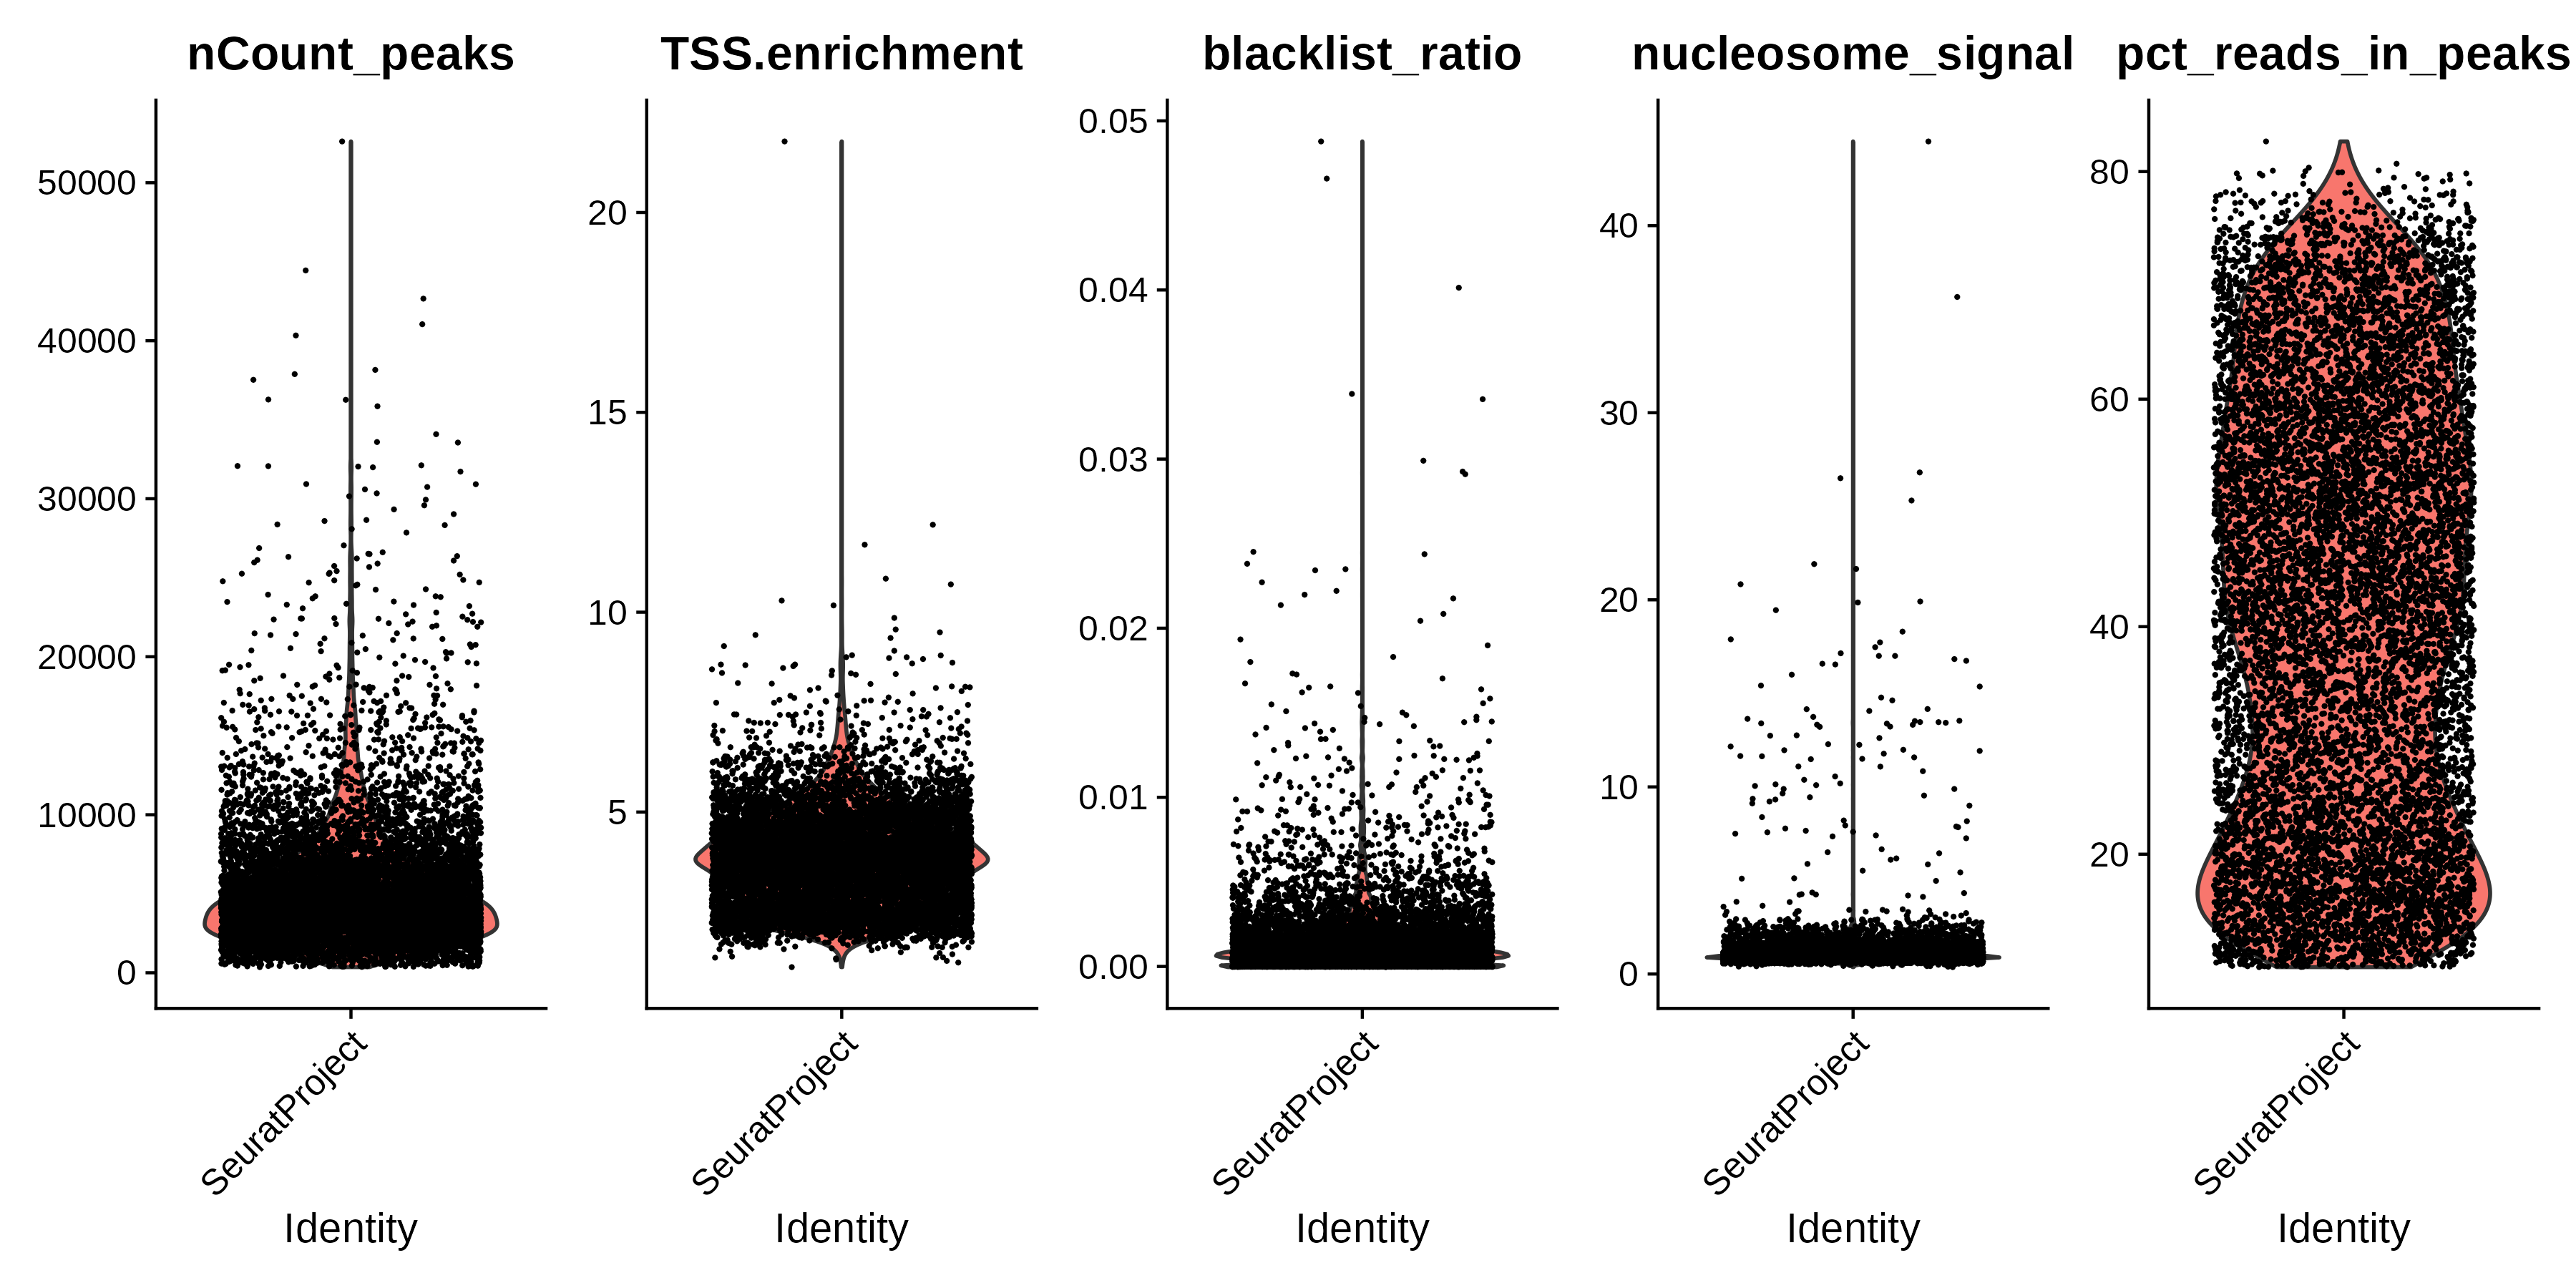 nCount_peaks
50000
40000
30000
20000
10000
0
SeuratProject
Identity
TSS.enrichment
20
15
10
5
SeuratProject
Identity
blacklist_ratio
0.05
0.04
0.03
0.02
0.01
0.00
SeuratProject
Identity
nucleosome_signal
40
30
20
10
0
SeuratProject
Identity
pct_reads_in_peaks
80
60
40
20
SeuratProject
Identity